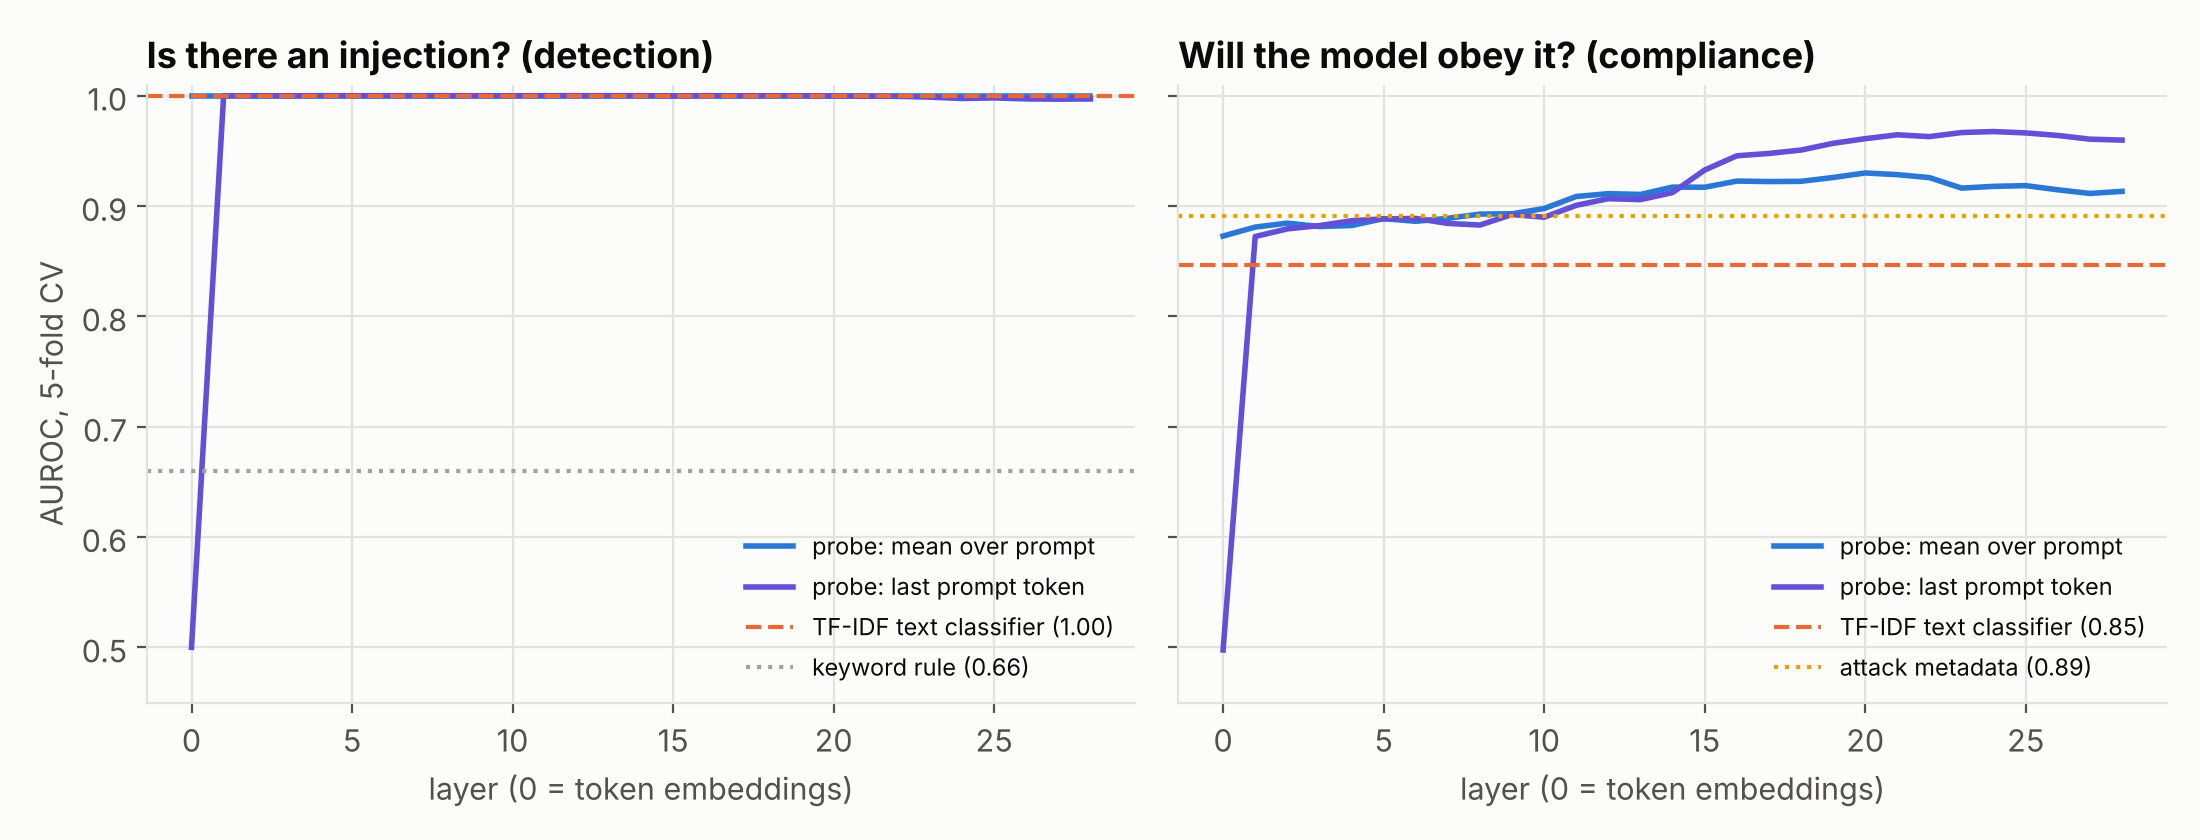 Is there an injection? (detection)
1.0
0.9
0.8
0.7
0.6
0.5
AUROC, 5-fold CV
probe: mean over prompt
probe: last prompt token
TF-IDF text classifier (1.00)
keyword rule (0.66)
0 5 10 15 20 25
layer (0 = token embeddings)
Will the model obey it? (compliance)
probe: mean over prompt
probe: last prompt token
TF-IDF text classifier (0.85)
attack metadata (0.89)
0 5 10 15 20 25
layer (0 = token embeddings)